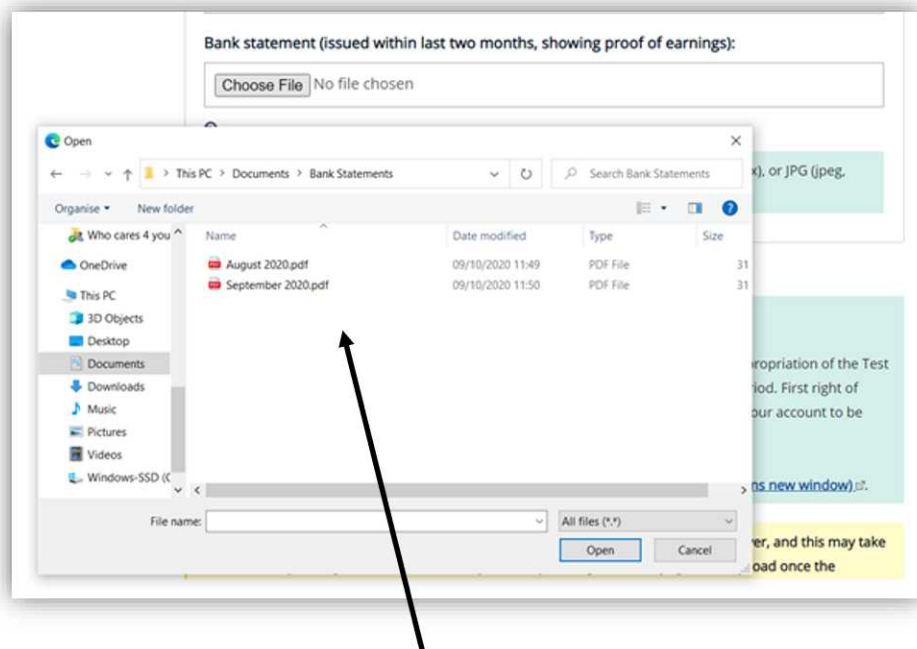 Bank statement (issued within last two months, showing proof of earnings):
Choose File No file chosen
Open
This PC > Documents > Bank Statements
Search Bank Statements
x), or JPG (jpeg,
Organise
New folder
Name
Date modified
Type
Size
Who cares 4 you
OneDrive
This PC
3D Objects
Desktop
Documents
Downloads
Music
Pictures
Videos
Windows-SSD (C
August 2020.pdf 09/10/2020 11:49 PDF File 31
September 2020.pdf 09/10/2020 11:50 PDF File 31
ropriation of the Test
iod. First right of
our account to be
ns new window)
File name:
All files (*.*)
Open
Cancel
er, and this may take
oad once the